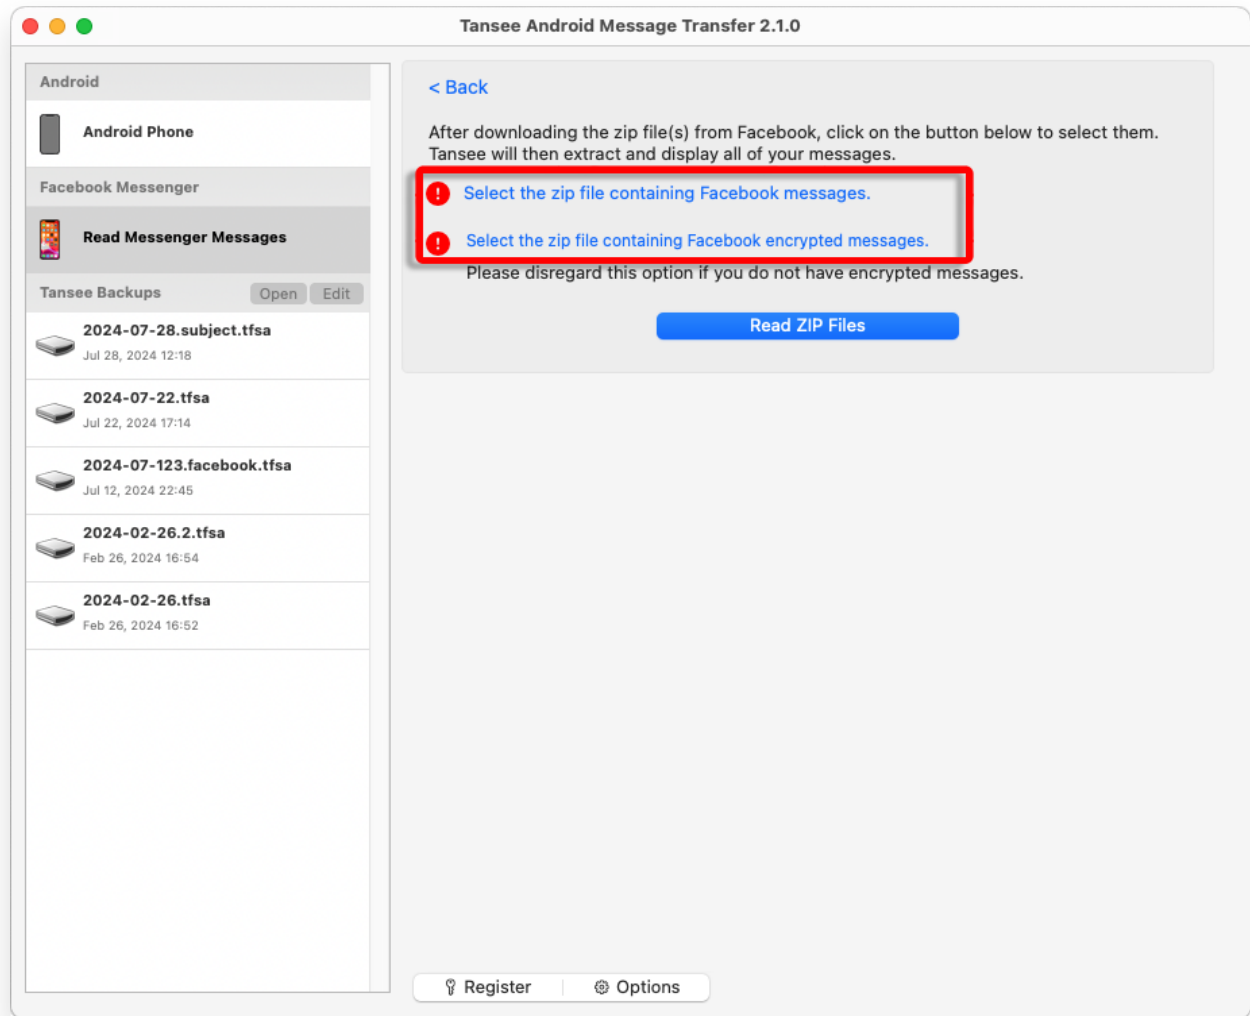 Tansee Android Message Transfer 2.1.0
Android
Android Phone
Facebook Messenger
Read Messenger Messages
Tansee Backups Open Edit
2024-07-28.subject.tfsa
Jul 28, 2024 12:18
2024-07-22.tfsa
Jul 22, 2024 17:14
2024-07-123.facebook.tfsa
Jul 12, 2024 22:45
2024-02-26.2.tfsa
Feb 26, 2024 16:54
2024-02-26.tfsa
Feb 26, 2024 16:52
< Back
After downloading the zip file(s) from Facebook, click on the button below to select them.
Tansee will then extract and display all of your messages.
Select the zip file containing Facebook messages.
Select the zip file containing Facebook encrypted messages.
Please disregard this option if you do not have encrypted messages.
Read ZIP Files
Register Options